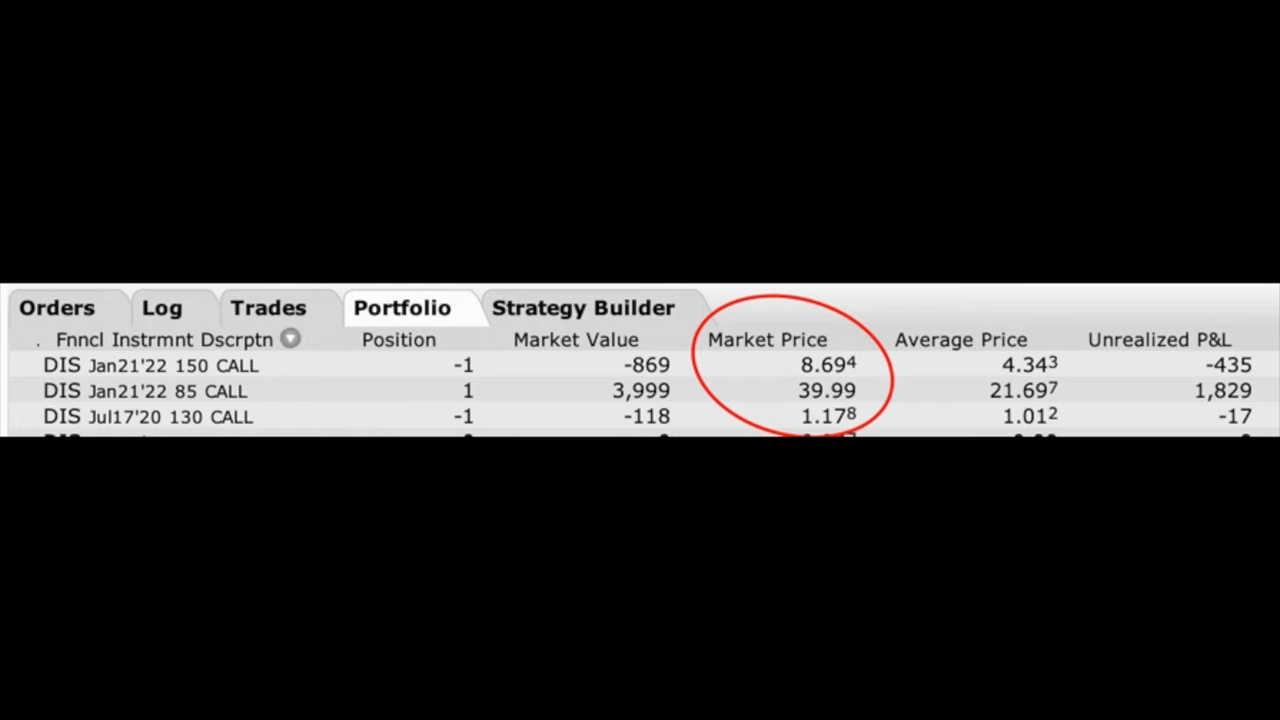 Orders Log Trades Portfolio Strategy Builder
. Fnncl Instrmnt Dscrptn Position Market Value Market Price Average Price Unrealized P&L
DIS Jan21'22 150 CALL -1 -869 8.694 4.343 -435
DIS Jan21'22 85 CALL 1 3,999 39.99 21.697 1,829
DIS Jul17'20 130 CALL -1 -118 1.178 1.012 -17